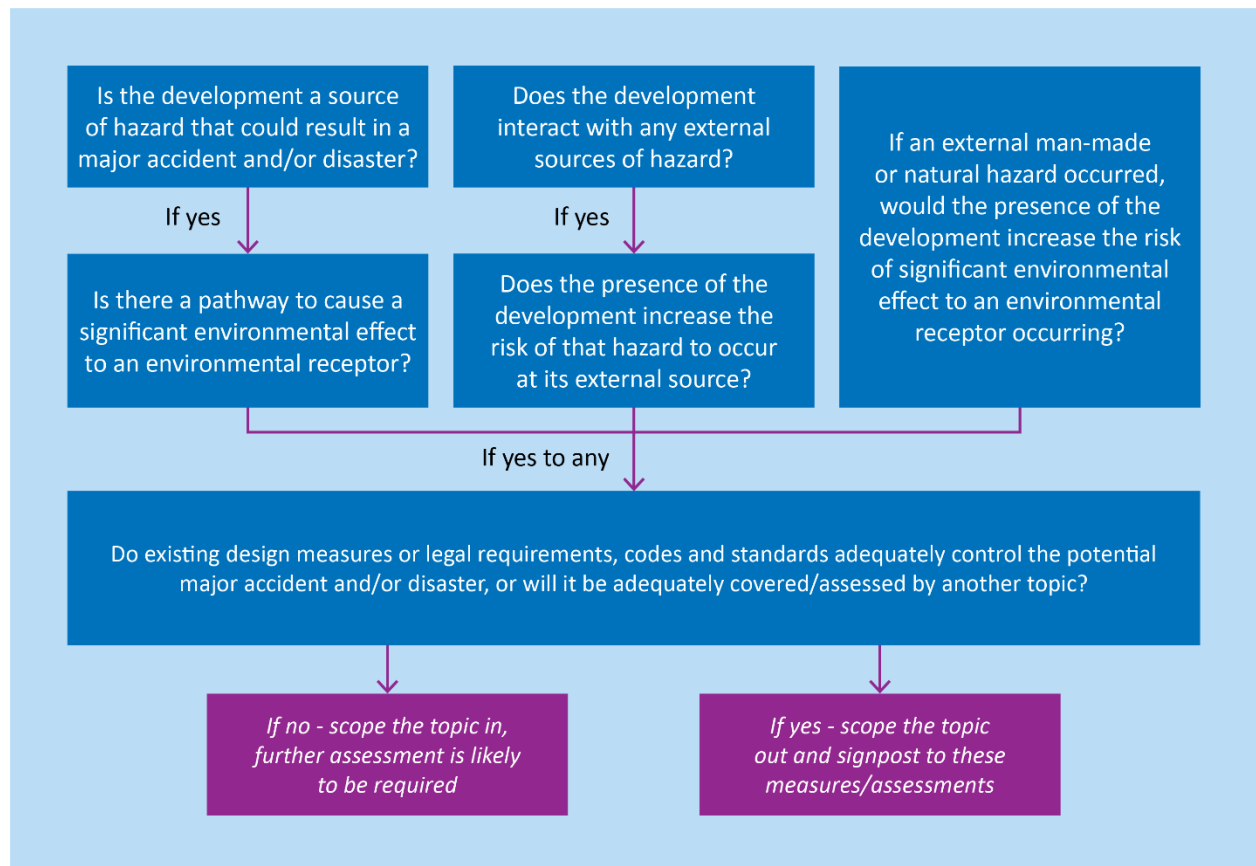 Is the development a source
of hazard that could result in a
major accident and/or disaster?
If yes
Is there a pathway to cause a
significant environmental effect
to an environmental receptor?
Does the development
interact with any external
sources of hazard?
If yes
Does the presence of the
development increase the
risk of that hazard to occur
at its external source?
If an external man-made
or natural hazard occurred,
would the presence of the
development increase the risk
of significant environmental
effect to an environmental
receptor occurring?
If yes to any
Do existing design measures or legal requirements, codes and standards adequately control the potential
major accident and/or disaster, or will it be adequately covered/assessed by another topic?
If no - scope the topic in,
further assessment is likely
to be required
If yes - scope the topic
out and signpost to these
measures/assessments